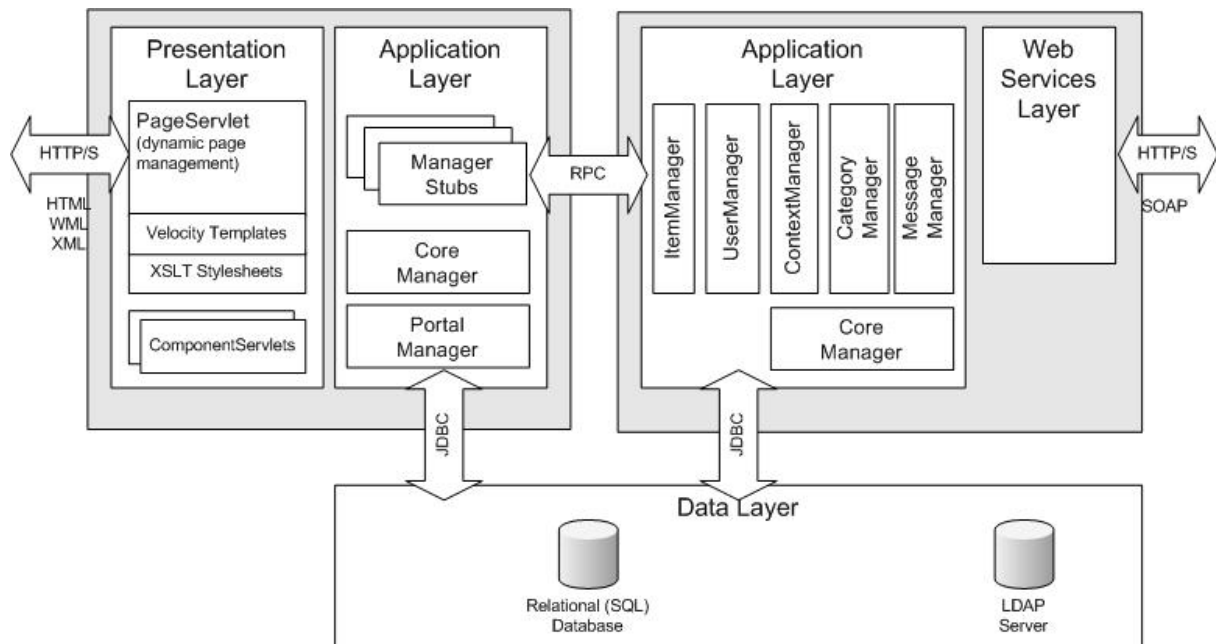 Presentation
Layer
PageServlet
(dynamic page
management)
Velocity Templates
XSLT Stylesheets
ComponentServlets
HTTP/S
HTML
WML
XML
Application
Layer
Manager
Stubs
Core
Manager
Portal
Manager
RPC
Application
Layer
ItemManager
UserManager
ContextManager
Category
Manager
Message
Manager
Core
Manager
Web
Services
Layer
HTTP/S
SOAP
JDBC
JDBC
Data Layer
Relational (SQL)
Database
LDAP
Server